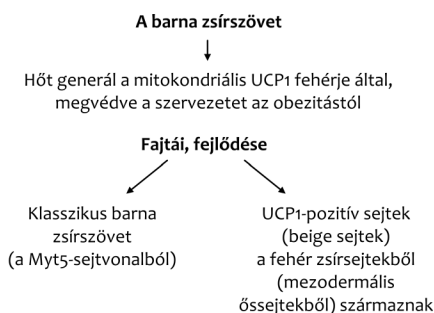 A barna zsírszövet
Hőt generál a mitokondriális UCP1 fehérje által,
megvédve a szervezetet az obezitástól
Fajtái, fejlődése
Klasszikus barna
zsírszövet
(a Myt5-sejtvonalból)
UCP1-pozitív sejtek
(beige sejtek)
a fehér zsírsejtekből
(mezodermális
őssejtekből) származnak